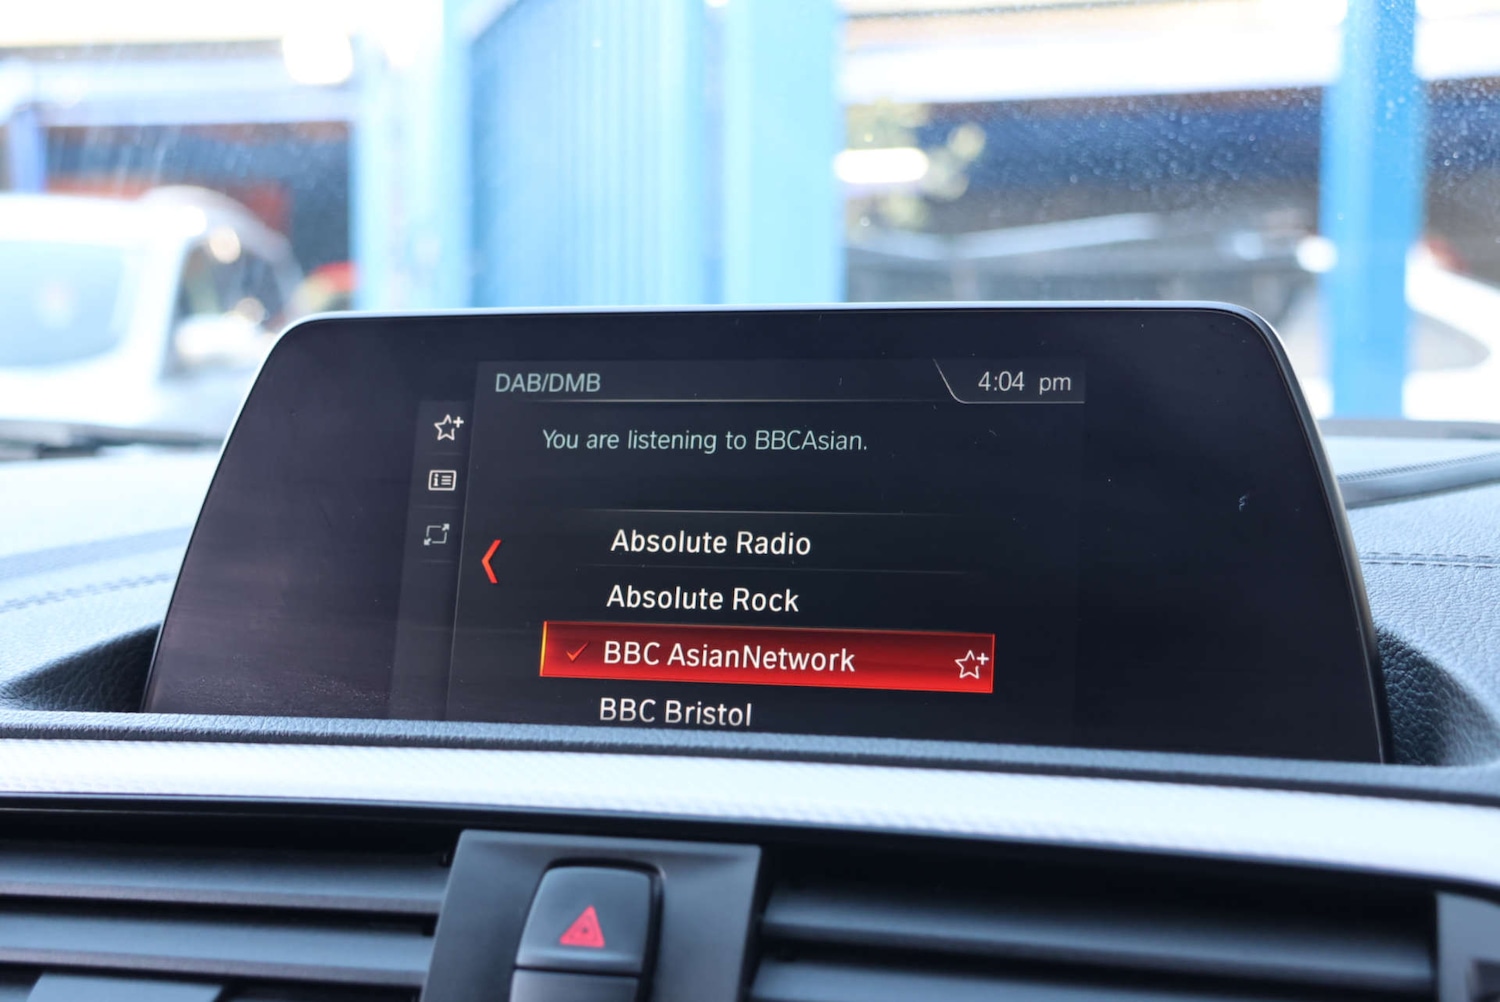 DAB/DMB
4:04 pm
You are listening to BBCAsian.
Absolute Radio
Absolute Rock
BBC AsianNetwork
BBC Bristol